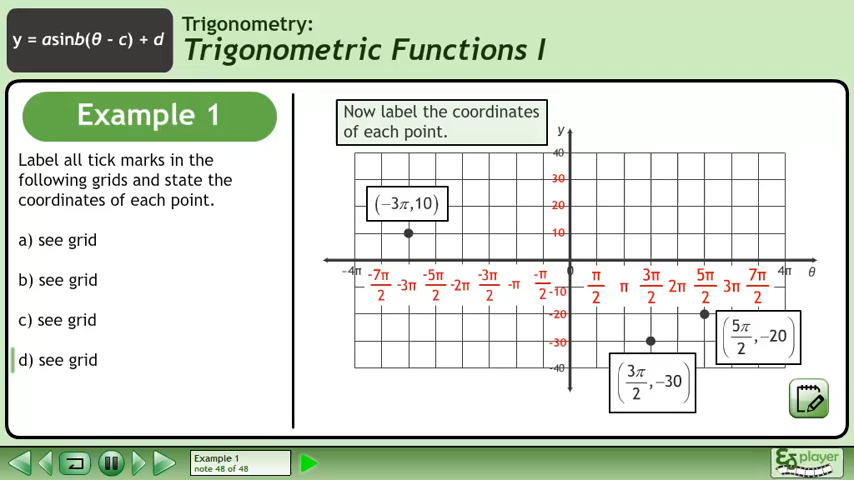 y = asinb(θ - c) + d
Trigonometry:
Trigonometric Functions I
Example 1
Label all tick marks in the
following grids and state the
coordinates of each point.
a) see grid
b) see grid
c) see grid
d) see grid
Now label the coordinates
of each point.
y
40
30
20
10
(−3π,10)
−4π -7π/2 -3π -5π/2 -2π -3π/2 -π -π/2 0 π/2 π 3π/2 2π 5π/2 3π 7π/2 4π θ
-10
-20
-30
-40
(5π/2,−20)
(3π/2,−30)
Example 1
note 48 of 48
E3 player